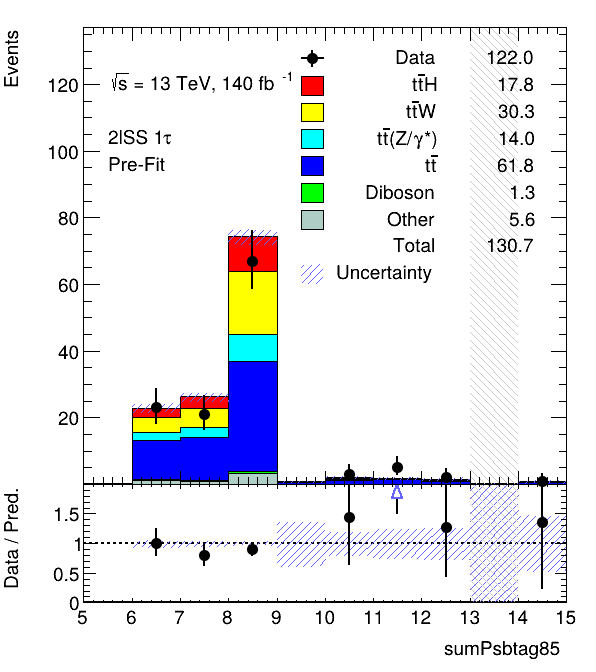 Events
Data 122.0
√s = 13 TeV, 140 fb⁻¹
tt̄H 17.8
tt̄W 30.3
2lSS 1τ
tt̄(Z/γ*) 14.0
Pre-Fit
tt̄ 61.8
Diboson 1.3
Other 5.6
Total 130.7
Uncertainty
120
100
80
60
40
20
Data / Pred.
1.5
1
0.5
0
5 6 7 8 9 10 11 12 13 14 15
sumPsbtag85